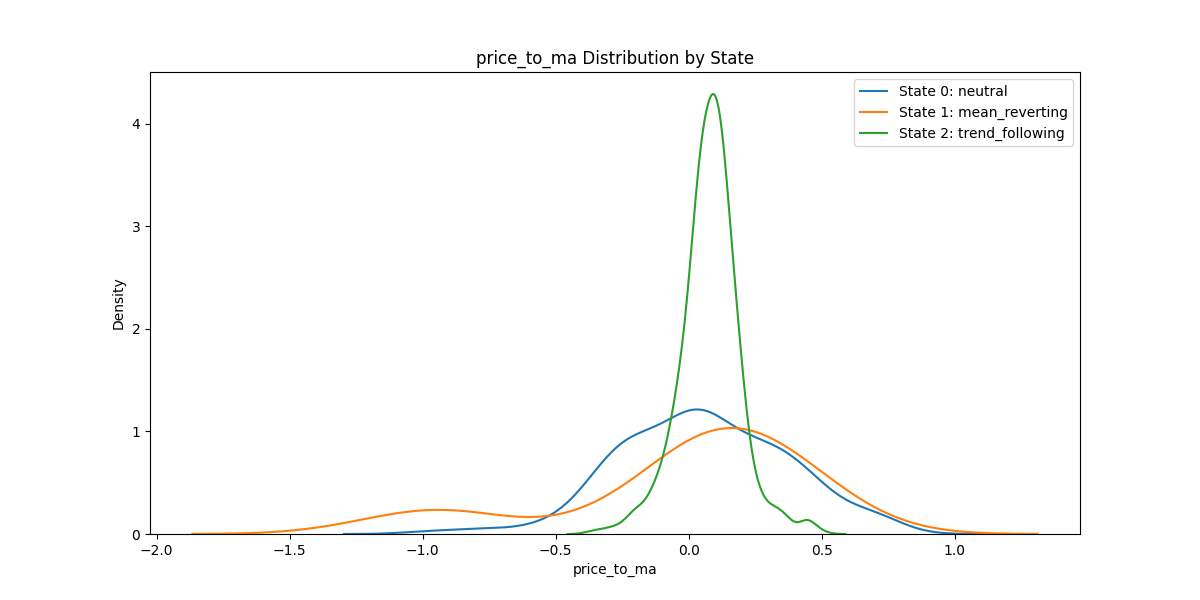 price_to_ma Distribution by State
State 0: neutral
State 1: mean_reverting
State 2: trend_following
Density
4
3
2
1
0
−2.0 −1.5 −1.0 −0.5 0.0 0.5 1.0
price_to_ma